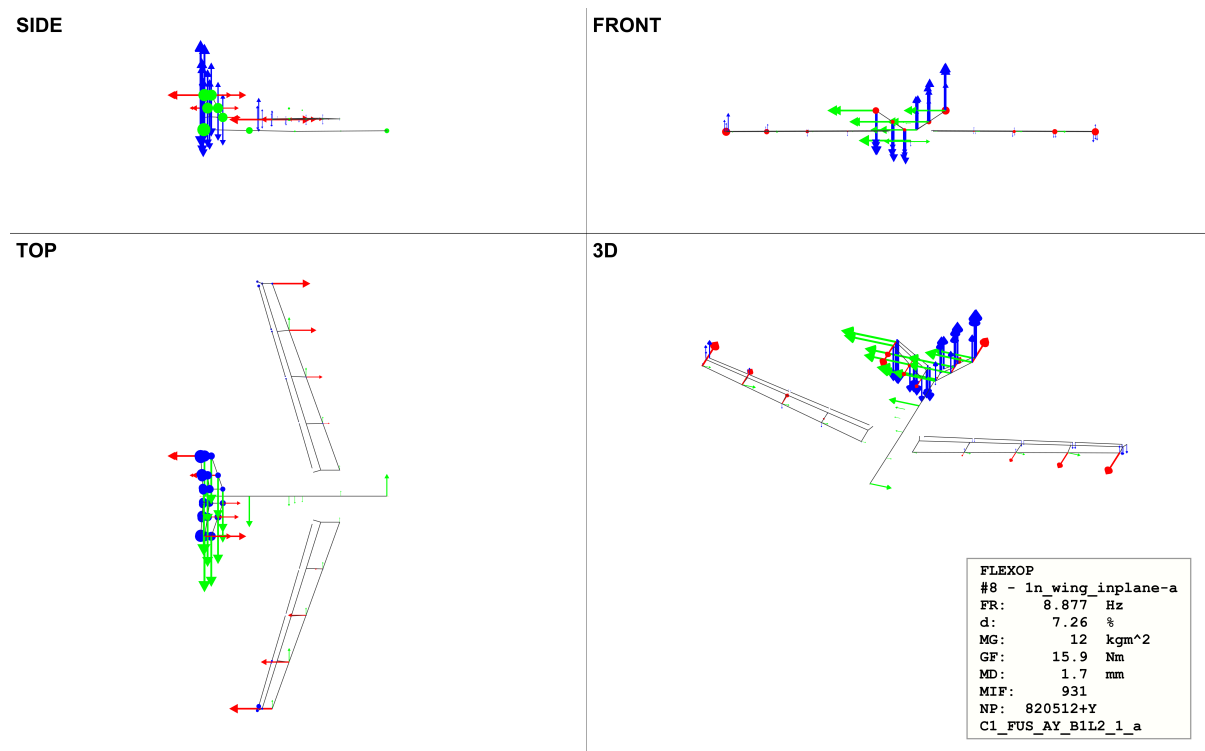 SIDE
FRONT
TOP
3D
FLEXOP
#8 - 1n_wing_inplane-a
FR: 8.877 Hz
d: 7.26 %
MG: 12 kgm^2
GF: 15.9 Nm
MD: 1.7 mm
MIF: 931
NP: 820512+Y
C1_FUS_AY_B1L2_1_a